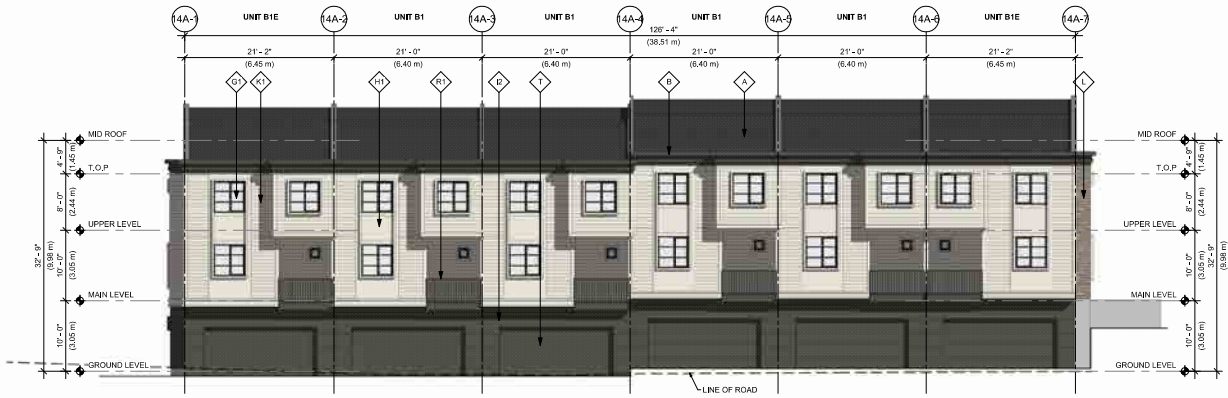 14A-1 UNIT B1E 14A-2 UNIT B1 14A-3 UNIT B1 14A-4 UNIT B1 14A-5 UNIT B1 14A-6 UNIT B1E 14A-7
126' - 4"
(38.51 m)
21' - 2" 21' - 0" 21' - 0" 21' - 0" 21' - 0" 21' - 2"
(6.45 m) (6.40 m) (6.40 m) (6.40 m) (6.40 m) (6.45 m)
G1 K1 H1 R1 I2 T B A L
MID ROOF MID ROOF
4' - 9" 4' - 9"
(1.45 m) (1.45 m)
T.O.P T.O.P
8' - 0" 8' - 0"
(2.44 m) (2.44 m)
UPPER LEVEL UPPER LEVEL
32' - 9" 32' - 9"
(9.98 m) (9.98 m)
10' - 0" 10' - 0"
(3.05 m) (3.05 m)
MAIN LEVEL MAIN LEVEL
10' - 0" 10' - 0"
(3.05 m) (3.05 m)
GROUND LEVEL GROUND LEVEL
LINE OF ROAD